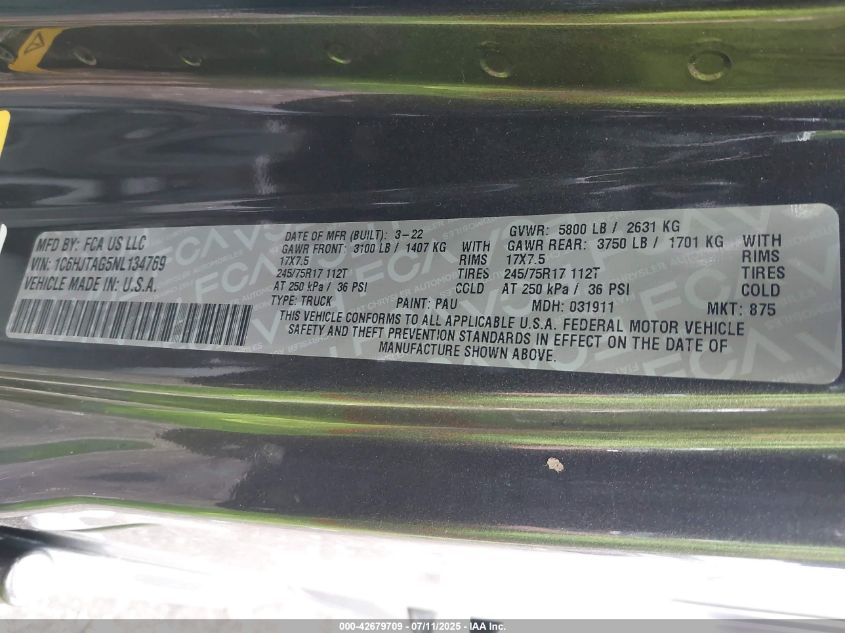 MFD BY: FCA US LLC
VIN: 1C6HJTAG5NL134769
VEHICLE MADE IN: U.S.A.
DATE OF MFR (BUILT): 3-22
GAWR FRONT: 3100 LB / 1407 KG WITH
17X7.5 RIMS
245/75R17 112T TIRES
AT 250 kPa / 36 PSI COLD
GVWR: 5800 LB / 2631 KG
GAWR REAR: 3750 LB / 1701 KG WITH
17X7.5 RIMS
245/75R17 112T TIRES
AT 250 kPa / 36 PSI COLD
TYPE: TRUCK PAINT: PAU MDH: 031911 MKT: 875
THIS VEHICLE CONFORMS TO ALL APPLICABLE U.S.A. FEDERAL MOTOR VEHICLE
SAFETY AND THEFT PREVENTION STANDARDS IN EFFECT ON THE DATE OF
MANUFACTURE SHOWN ABOVE.
000-42679709 - 07/11/2025 - IAA, Inc.